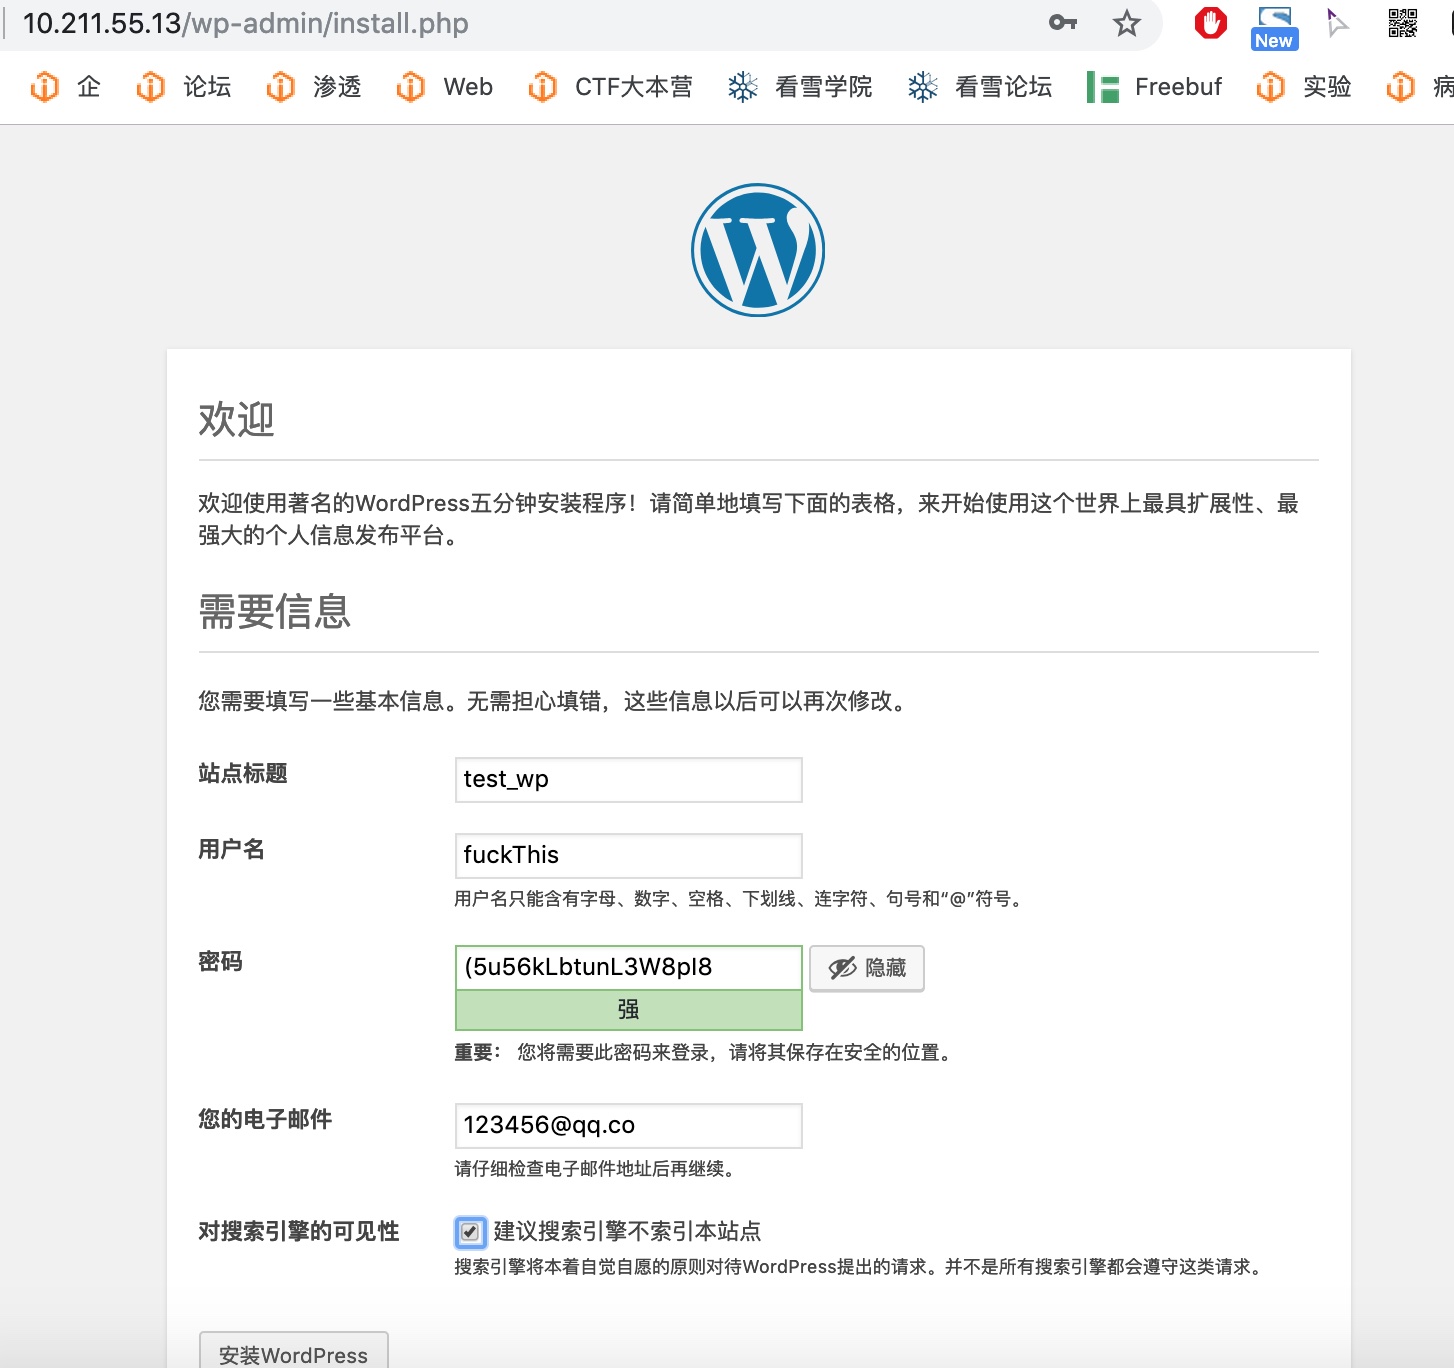 10.211.55.13/wp-admin/install.php
New
企 论坛 渗透 Web CTF大本营 看雪学院 看雪论坛 Freebuf 实验 病
欢迎
欢迎使用著名的WordPress五分钟安装程序！请简单地填写下面的表格，来开始使用这个世界上最具扩展性、最
强大的个人信息发布平台。
需要信息
您需要填写一些基本信息。无需担心填错，这些信息以后可以再次修改。
站点标题 test_wp
用户名 fuckThis
用户名只能含有字母、数字、空格、下划线、连字符、句号和“@”符号。
密码 (5u56kLbtunL3W8pI8 隐藏
强
重要： 您将需要此密码来登录，请将其保存在安全的位置。
您的电子邮件 123456@qq.co
请仔细检查电子邮件地址后再继续。
对搜索引擎的可见性 建议搜索引擎不索引本站点
搜索引擎将本着自觉自愿的原则对待WordPress提出的请求。并不是所有搜索引擎都会遵守这类请求。
安装WordPress